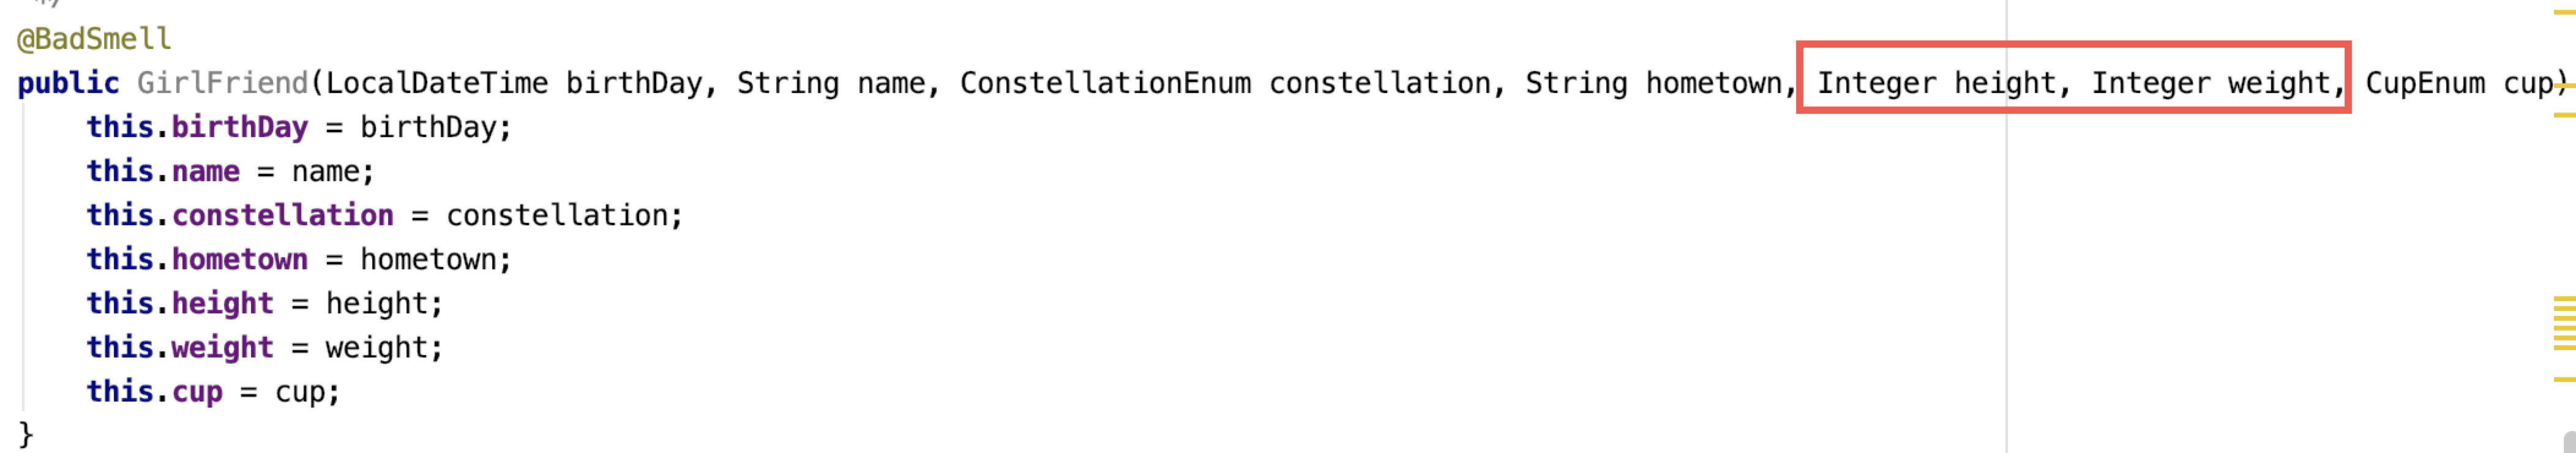 */
@BadSmell
public GirlFriend(LocalDateTime birthDay, String name, ConstellationEnum constellation, String hometown, Integer height, Integer weight, CupEnum cup)
this.birthDay = birthDay;
this.name = name;
this.constellation = constellation;
this.hometown = hometown;
this.height = height;
this.weight = weight;
this.cup = cup;
}